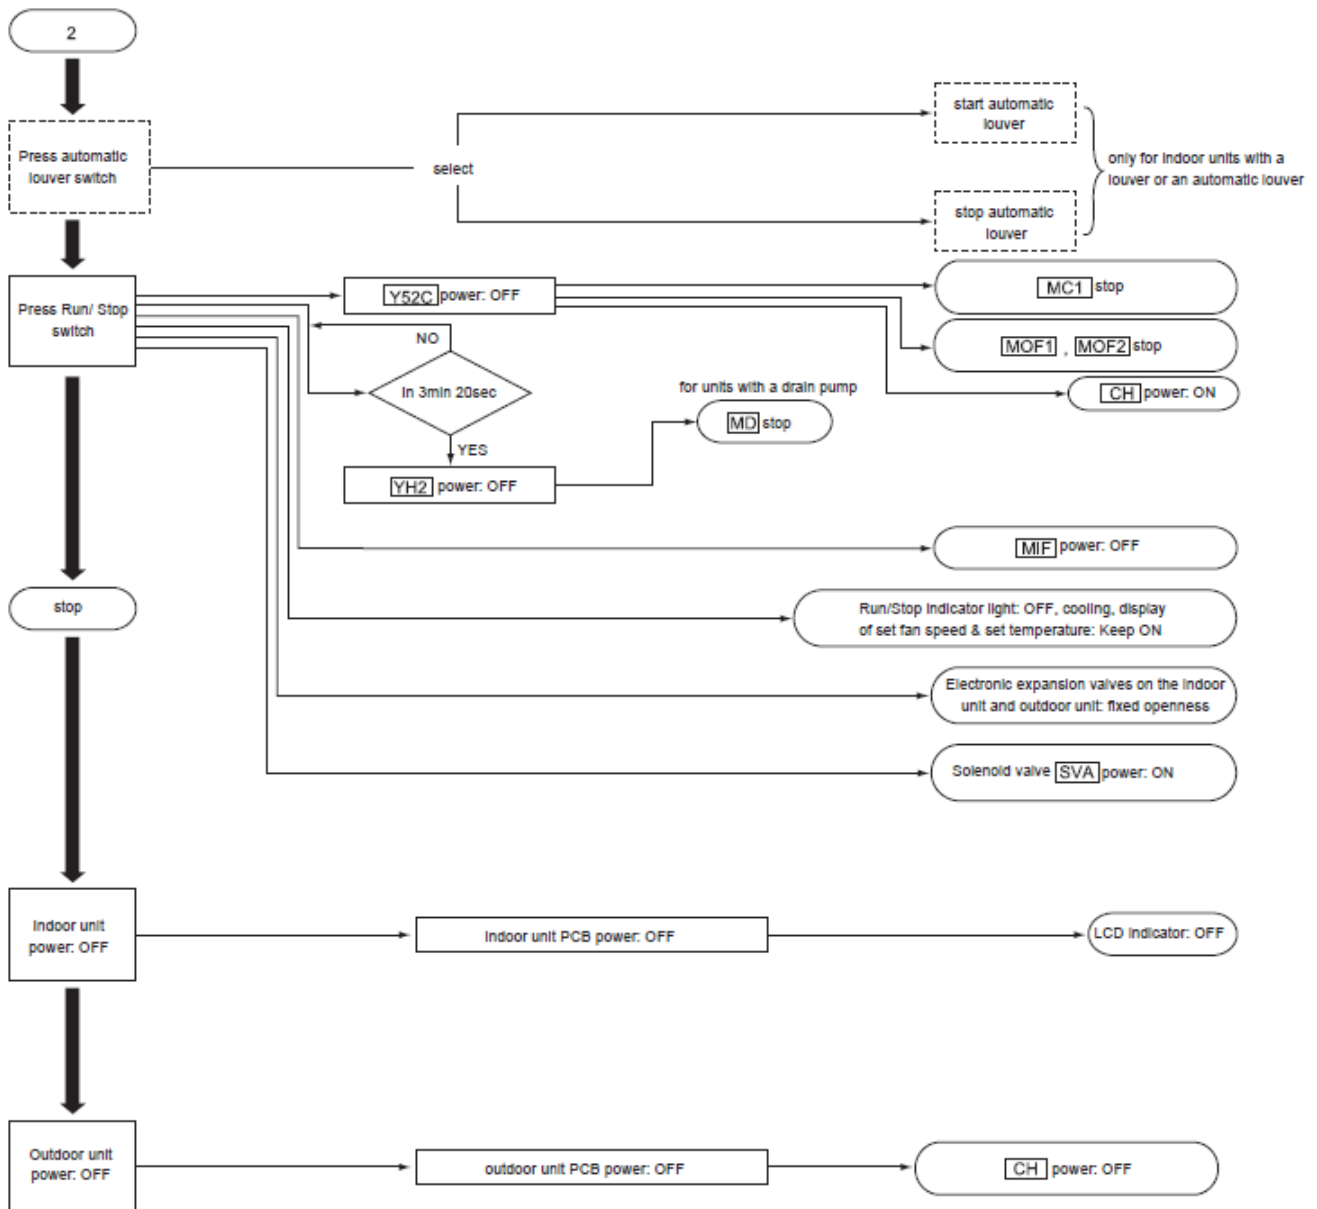 2
Press automatic
louver switch
select
start automatic
louver
stop automatic
louver
only for indoor units with a
louver or an automatic louver
Press Run/ Stop
switch
Y52C power: OFF
MC1 stop
MOF1 , MOF2 stop
CH power: ON
NO
In 3min 20sec
YES
YH2 power: OFF
for units with a drain pump
MD stop
MIF power: OFF
stop
Run/Stop indicator light: OFF, cooling, display
of set fan speed & set temperature: Keep ON
Electronic expansion valves on the indoor
unit and outdoor unit: fixed openness
Solenoid valve SVA power: ON
Indoor unit
power: OFF
Indoor unit PCB power: OFF
LCD Indicator: OFF
Outdoor unit
power: OFF
outdoor unit PCB power: OFF
CH power: OFF